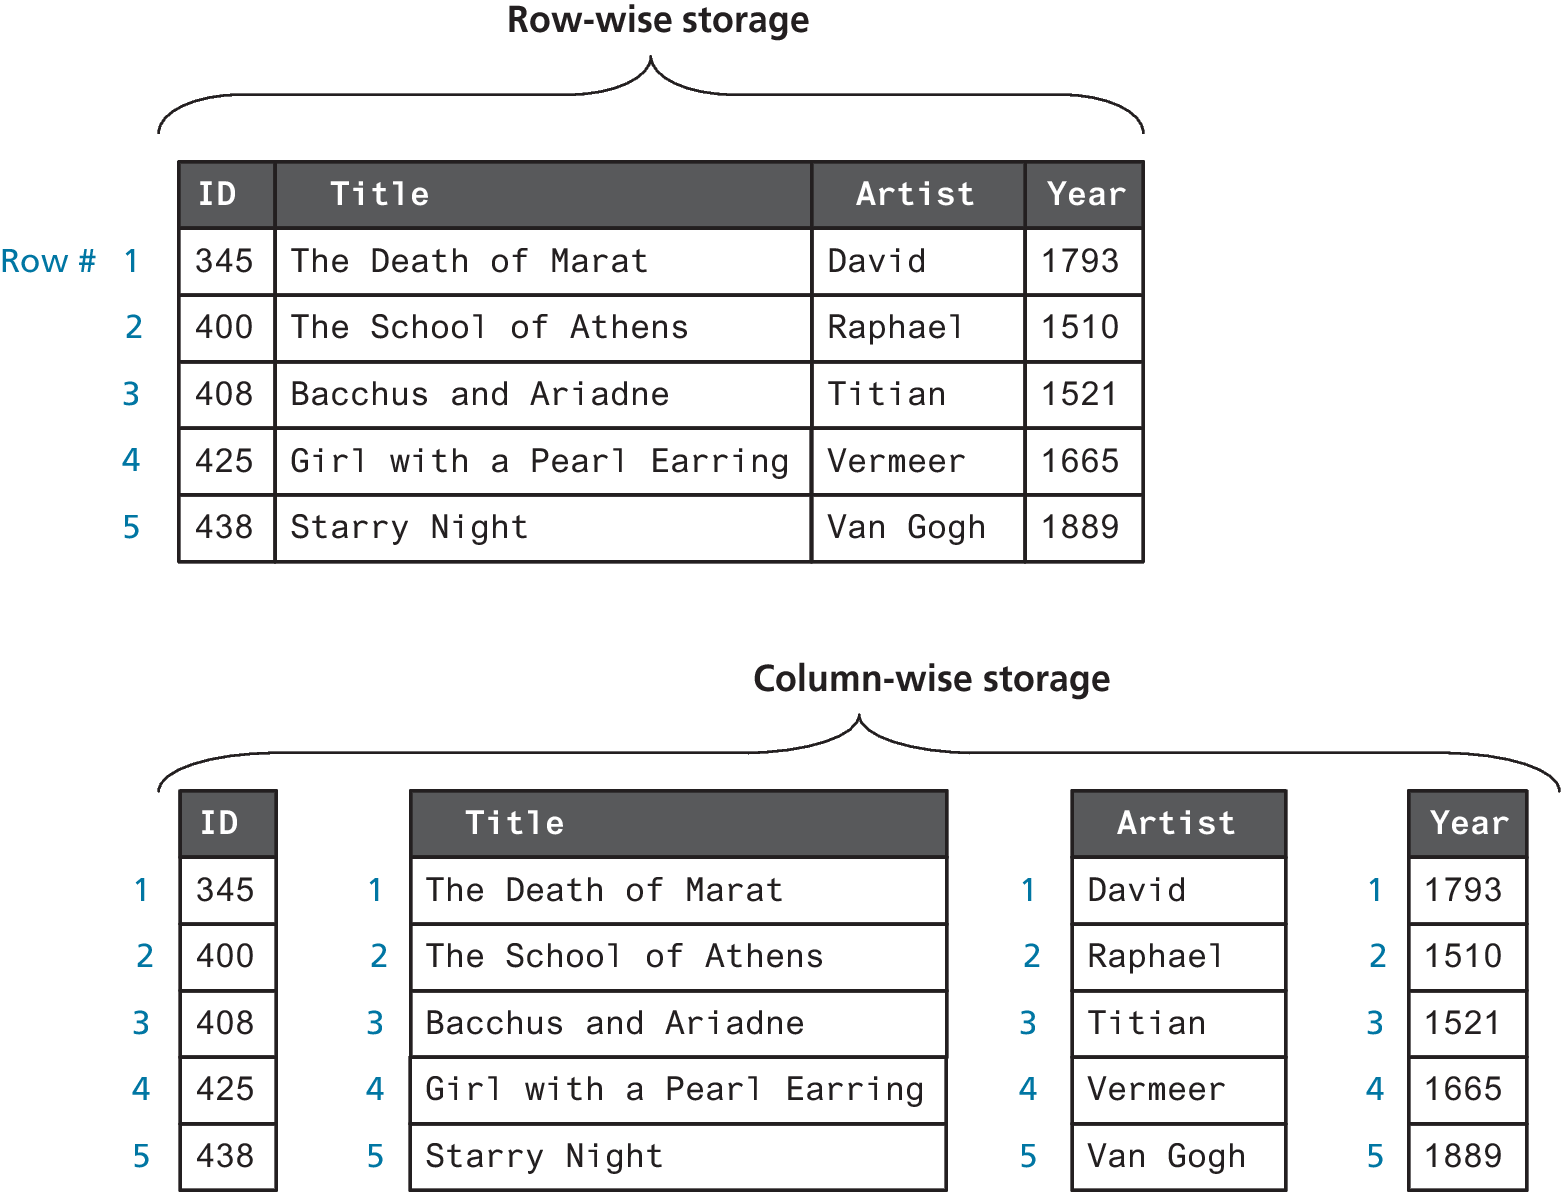 Row-wise storage
ID Title Artist Year
Row # 1 345 The Death of Marat David 1793
2 400 The School of Athens Raphael 1510
3 408 Bacchus and Ariadne Titian 1521
4 425 Girl with a Pearl Earring Vermeer 1665
5 438 Starry Night Van Gogh 1889
Column-wise storage
ID Title Artist Year
1 345 1 The Death of Marat 1 David 1 1793
2 400 2 The School of Athens 2 Raphael 2 1510
3 408 3 Bacchus and Ariadne 3 Titian 3 1521
4 425 4 Girl with a Pearl Earring 4 Vermeer 4 1665
5 438 5 Starry Night 5 Van Gogh 5 1889